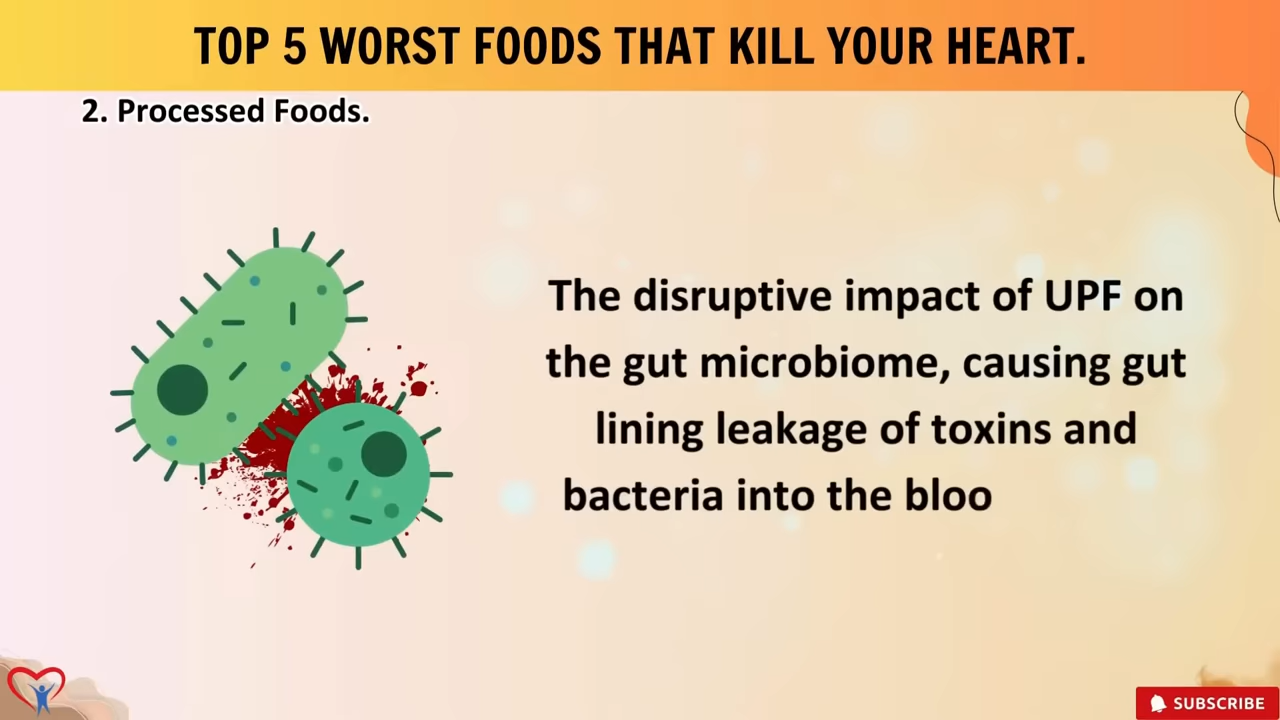 TOP 5 WORST FOODS THAT KILL YOUR HEART.
2. Processed Foods.
The disruptive impact of UPF on
the gut microbiome, causing gut
lining leakage of toxins and
bacteria into the bloo
SUBSCRIBE